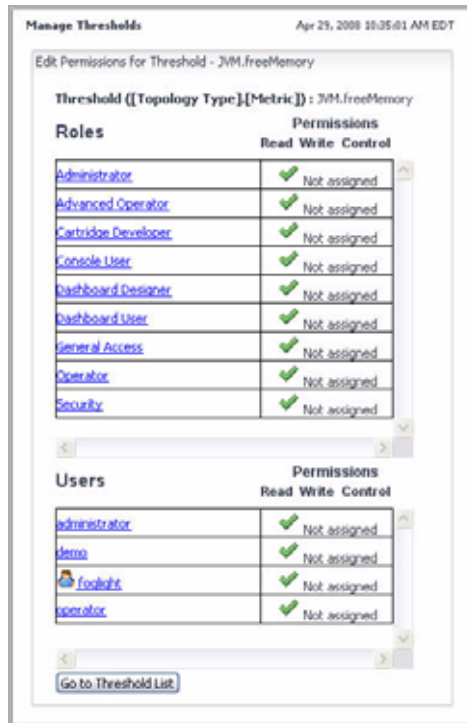 Manage Thresholds Apr 29, 2008 10:35:01 AM EDT
Edit Permissions for Threshold - JVM.freeMemory
Threshold ([Topology Type].[Metric]) : JVM.freeMemory
Roles Permissions
Read Write Control
Administrator Not assigned
Advanced Operator Not assigned
Cartridge Developer Not assigned
Console User Not assigned
Dashboard Designer Not assigned
Dashboard User Not assigned
General Access Not assigned
Operator Not assigned
Security Not assigned
Users Permissions
Read Write Control
administrator Not assigned
demo Not assigned
foglight Not assigned
operator Not assigned
Go to Threshold List